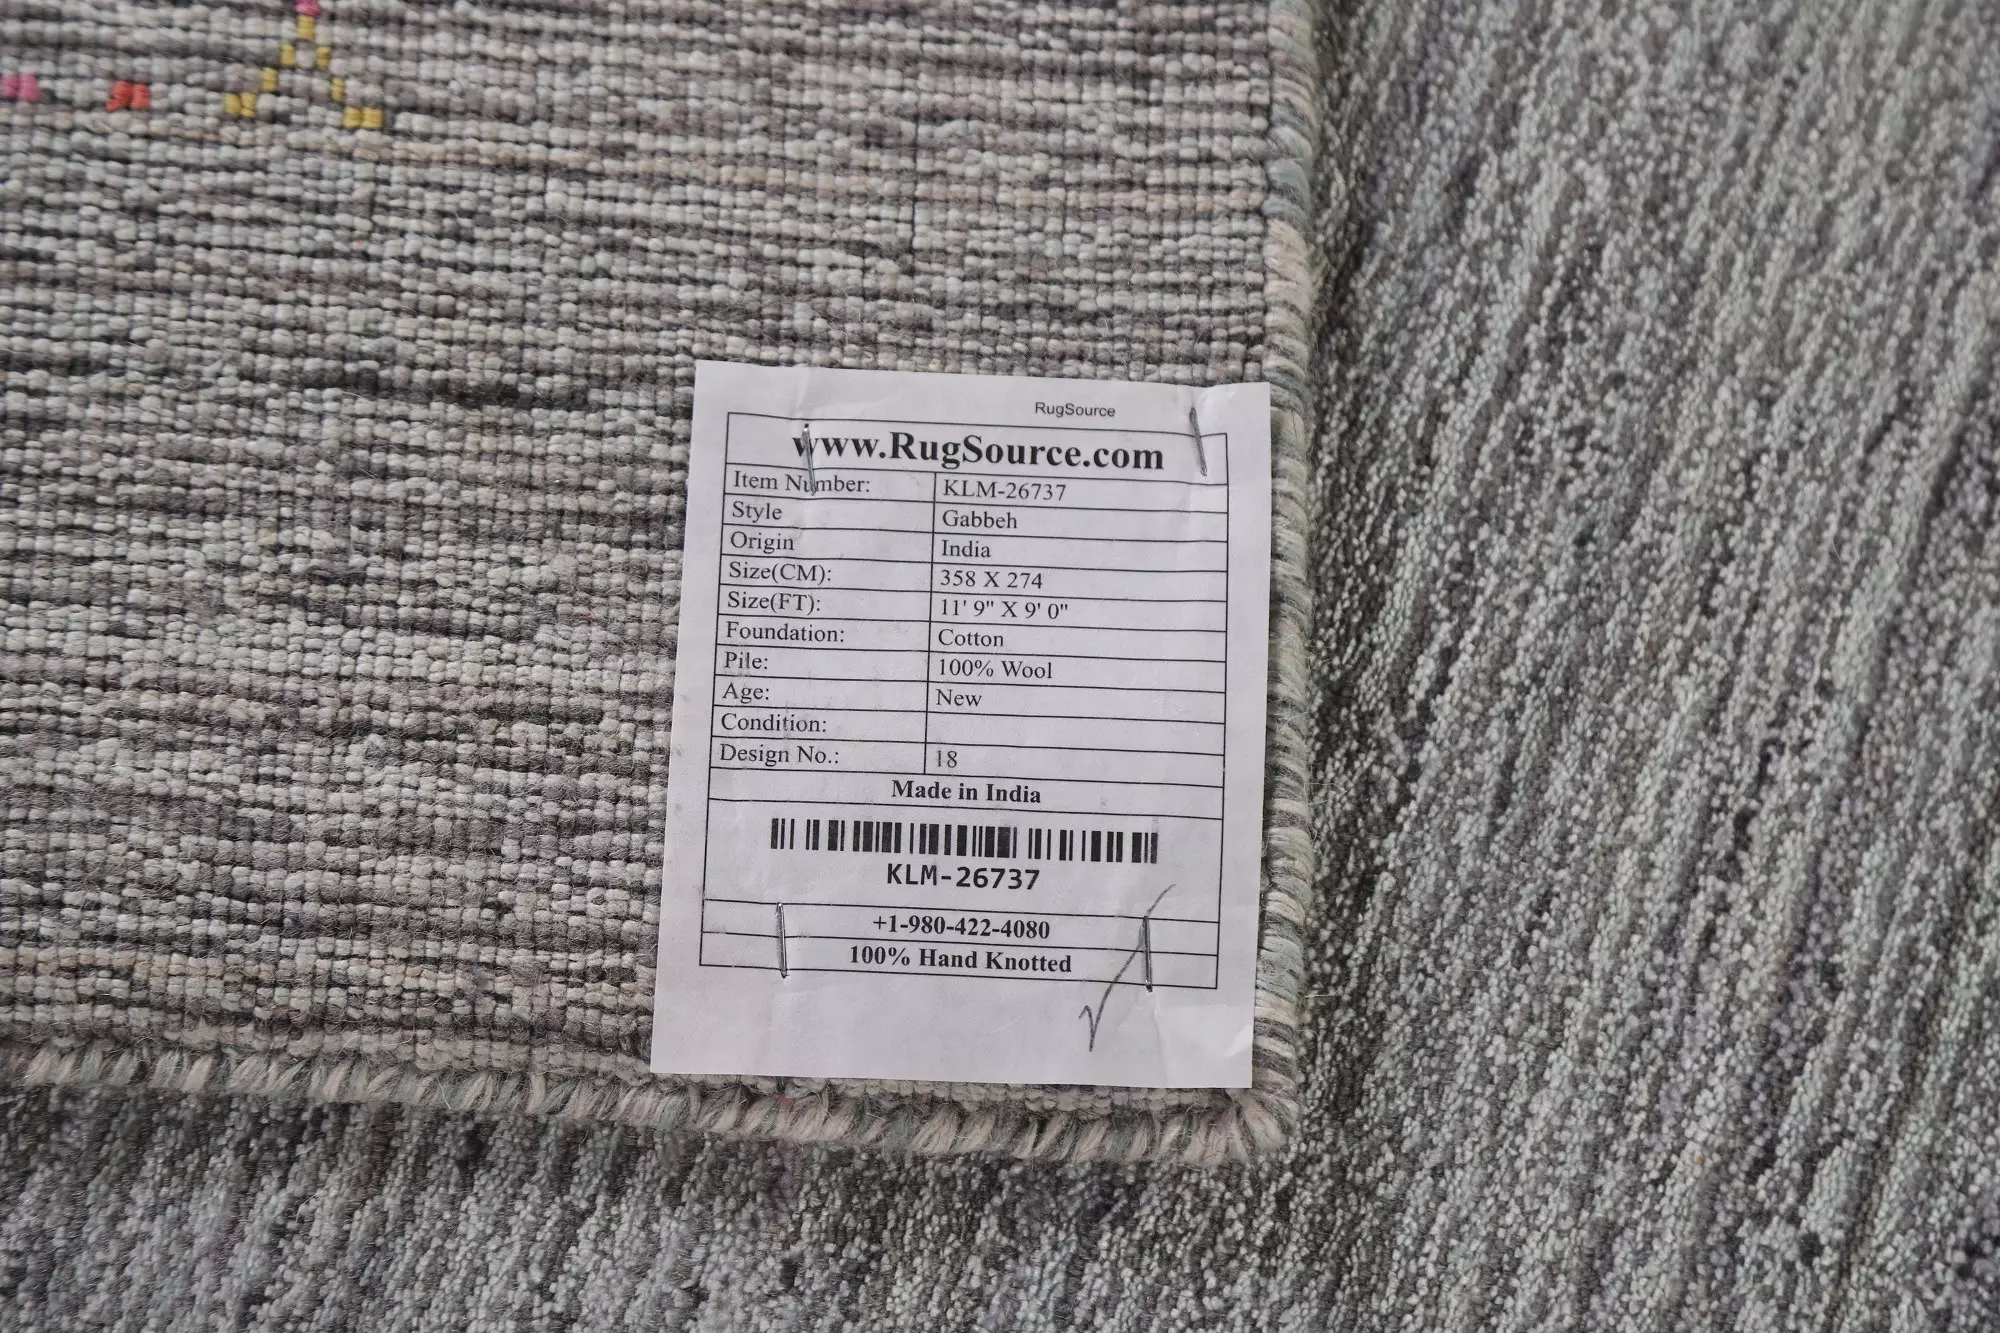 RugSource
www.RugSource.com
Item Number: KLM-26737
Style Gabbeh
Origin India
Size(CM): 358 X 274
Size(FT): 11' 9" X 9' 0"
Foundation: Cotton
Pile: 100% Wool
Age: New
Condition:
Design No.: 18
Made in India
KLM-26737
+1-980-422-4080
100% Hand Knotted